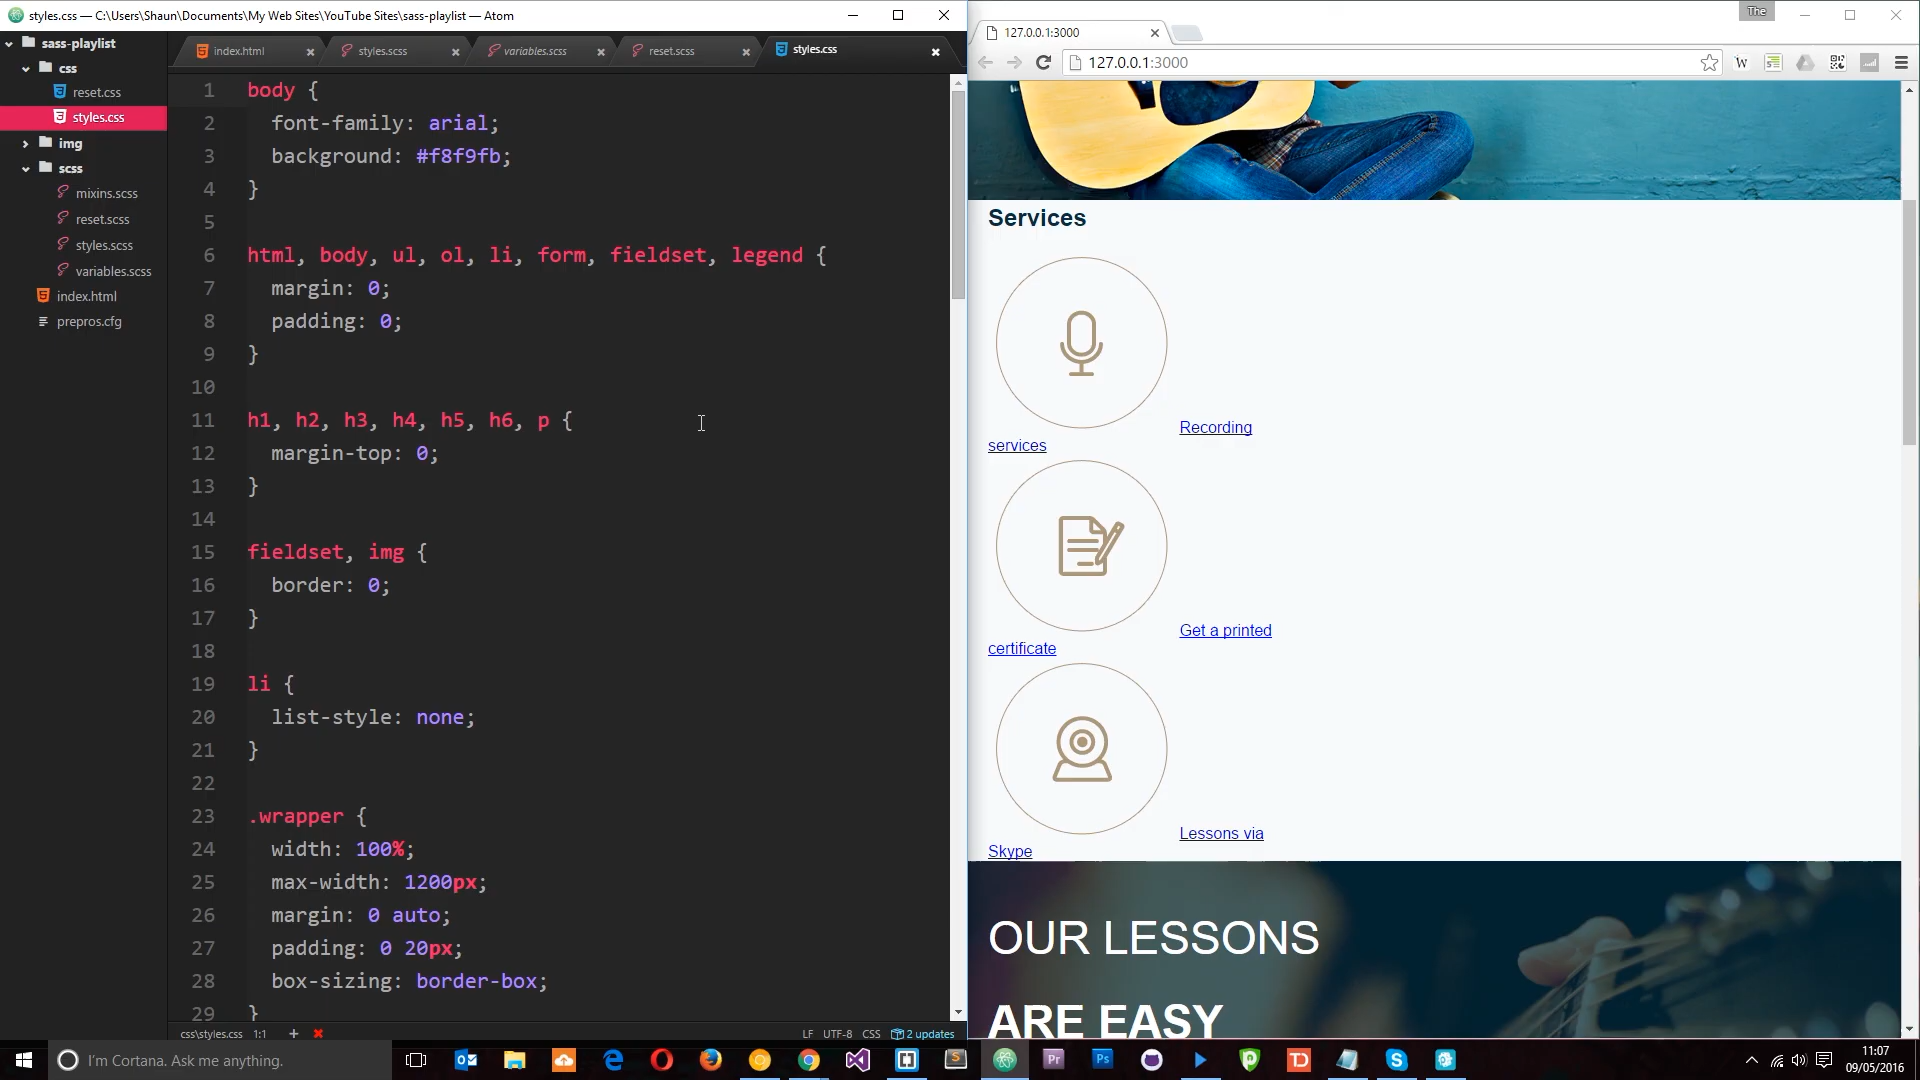 styles.css — C:\Users\Shaun\Documents\My Web Sites\YouTube Sites\sass-playlist — Atom
sass-playlist
css
reset.css
styles.css
img
scss
mixins.scss
reset.scss
styles.scss
variables.scss
index.html
prepros.cfg
index.html
styles.scss
variables.scss
reset.scss
styles.css
1 body {
2 font-family: arial;
3 background: #f8f9fb;
4 }
5
6 html, body, ul, ol, li, form, fieldset, legend {
7 margin: 0;
8 padding: 0;
9 }
10
11 h1, h2, h3, h4, h5, h6, p {
12 margin-top: 0;
13 }
14
15 fieldset, img {
16 border: 0;
17 }
18
19 li {
20 list-style: none;
21 }
22
23 .wrapper {
24 width: 100%;
25 max-width: 1200px;
26 margin: 0 auto;
27 padding: 0 20px;
28 box-sizing: border-box;
29 }
css\styles.css 1:1
LF UTF-8 CSS 2 updates
The
127.0.0.1:3000
127.0.0.1:3000
Services
Recording
services
Get a printed
certificate
Lessons via
Skype
OUR LESSONS
ARE EASY
I'm Cortana. Ask me anything.
11:07
09/05/2016